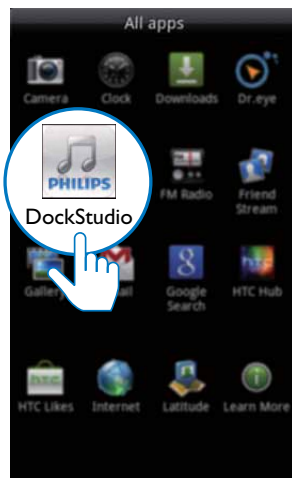 All apps
Camera Clock Downloads Dr.eye
PHILIPS
DockStudio
FM Radio Friend
Stream
Gallery Google
Search HTC Hub
8
htc
HTC Likes Internet Latitude Learn More